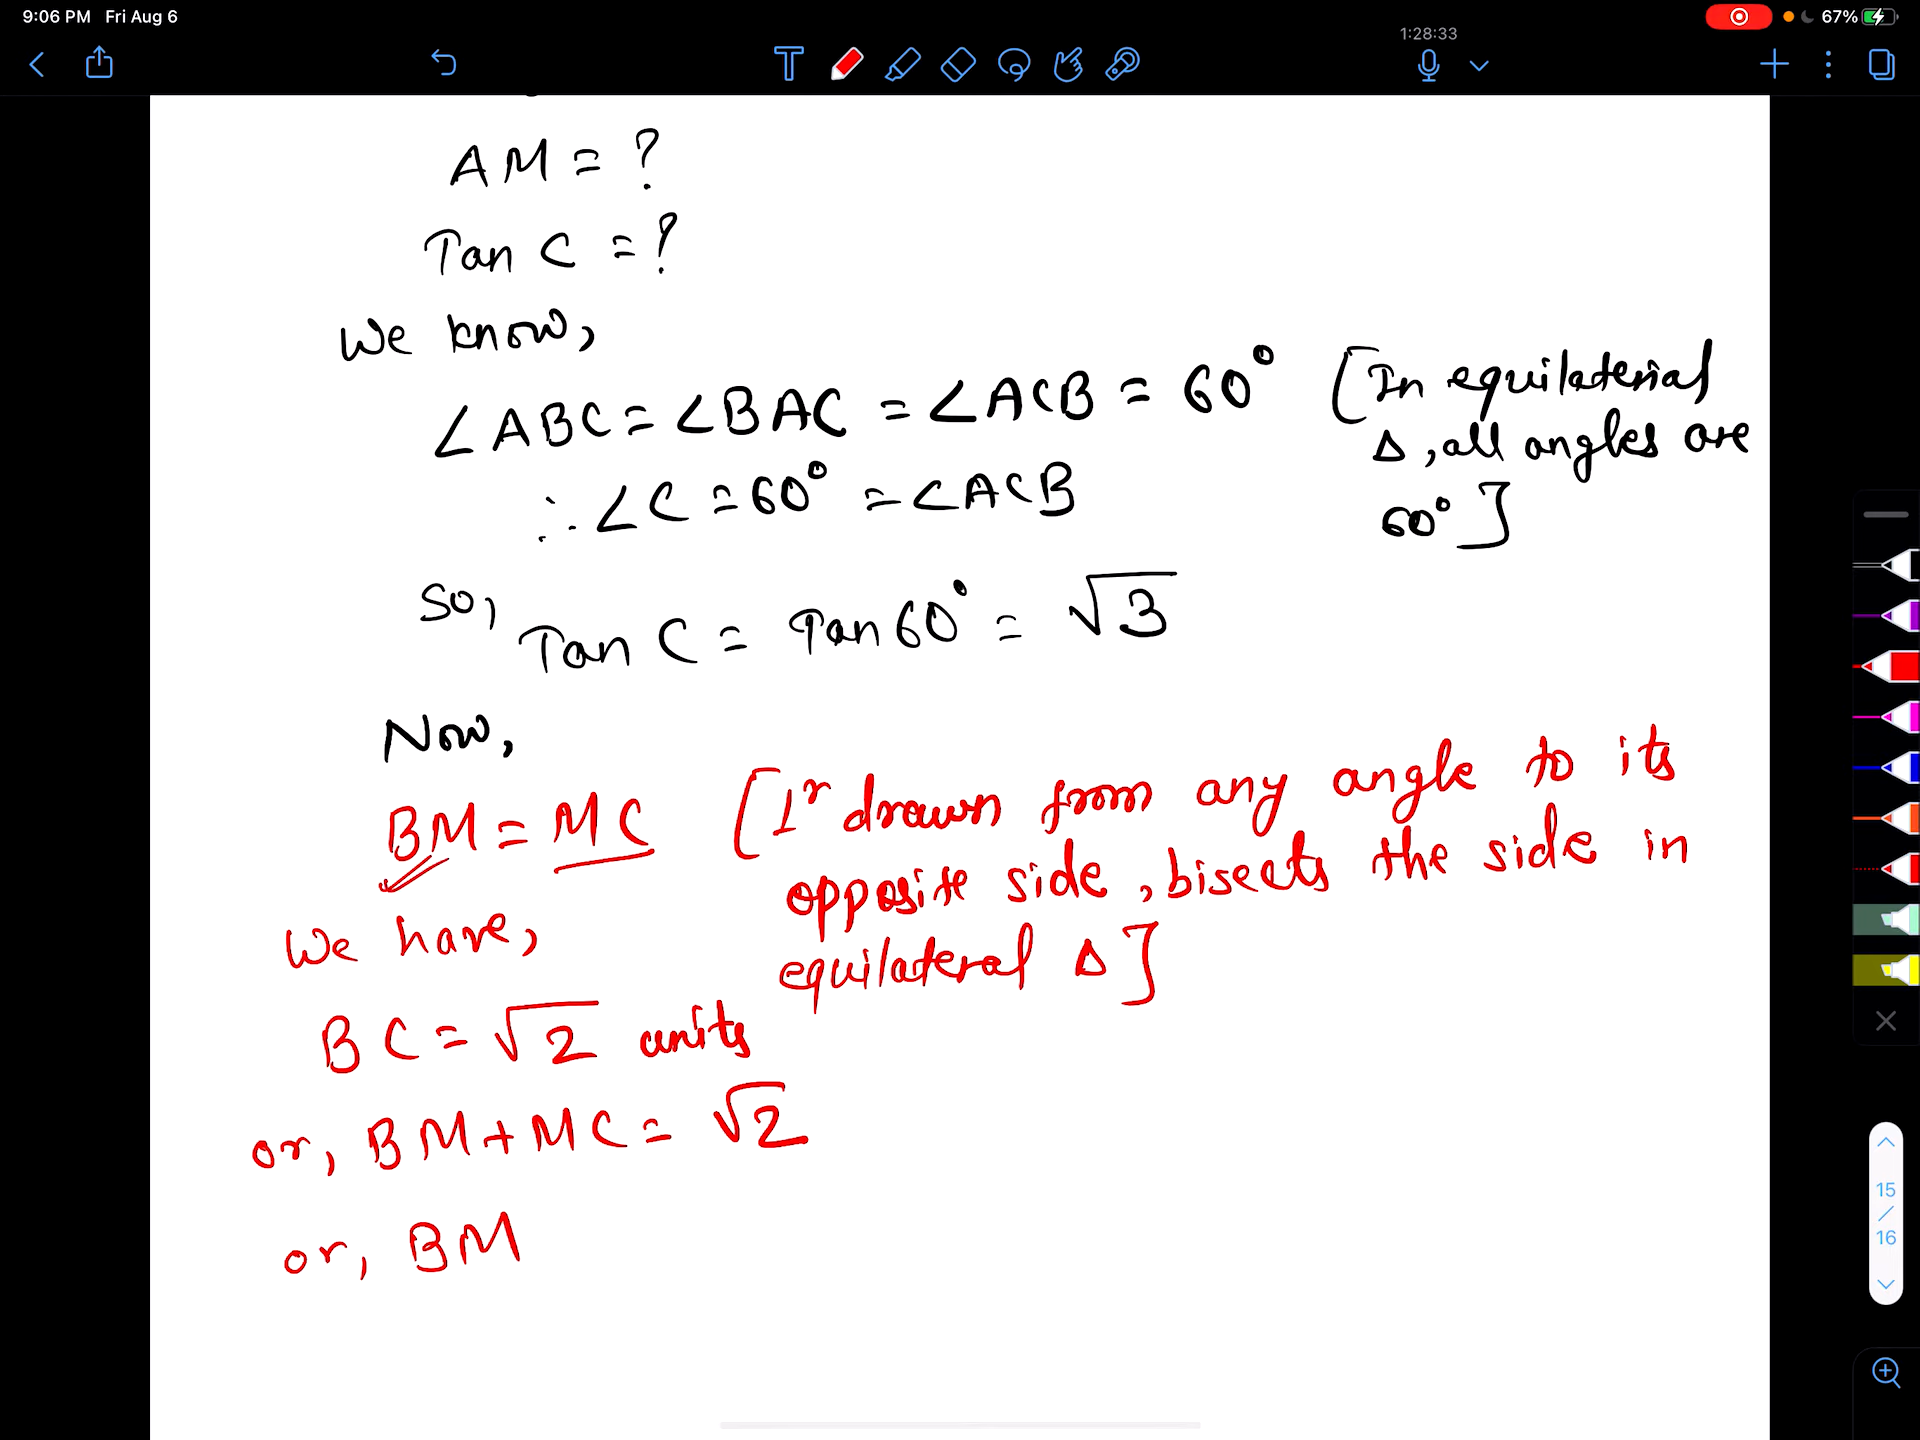 9:06 PM Fri Aug 6
67%
1:28:33
AM = ?
Tan C = ?
We know,
∠ABC = ∠BAC = ∠ACB = 60° [In equilaterial
Δ, all angles are
60°]
∴ ∠C = 60° = ∠ACB
So,
Tan C = Tan 60° = √3
Now,
BM = MC [⊥r drawn from any angle to its
opposite side, bisects the side in
equilateral Δ]
We have,
BC = √2 units
or, BM + MC = √2
or, BM
15
/
16